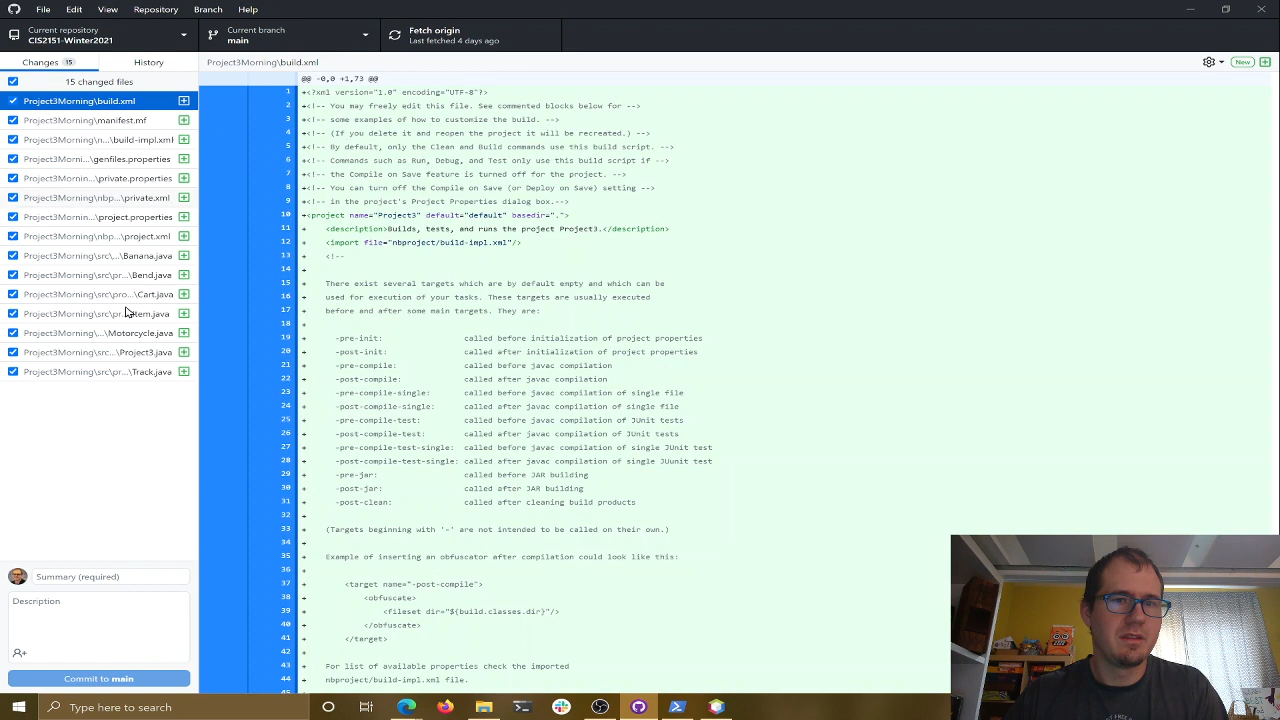 File Edit View Repository Branch Help
Current repository
CIS2151-Winter2021
Current branch
main
Fetch origin
Last fetched 4 days ago
Changes 15
History
Project3Morning\build.xml
New
15 changed files
Project3Morning\build.xml
Project3Morning\manifest.mf
Project3Morning\n...\build-impl.xml
Project3Morni...\genfiles.properties
Project3Morning\...\private.properties
Project3Morning\nbp...\private.xml
Project3Mornin...\project.properties
Project3Morning\nbp...\project.xml
Project3Morning\src\...\Banana.java
Project3Morning\src\pr...\Bend.java
Project3Morning\src\pro...\Cart.java
Project3Morning\src\pr...\Item.java
Project3Morning\...\Motorcycle.java
Project3Morning\src...\Project3.java
Project3Morning\src\pr...\Track.java
@@ -0,0 +1,73 @@
1 +<?xml version="1.0" encoding="UTF-8"?>
2 +<!-- You may freely edit this file. See commented blocks below for -->
3 +<!-- some examples of how to customize the build. -->
4 +<!-- (If you delete it and reopen the project it will be recreated.) -->
5 +<!-- By default, only the Clean and Build commands use this build script. -->
6 +<!-- Commands such as Run, Debug, and Test only use this build script if -->
7 +<!-- the Compile on Save feature is turned off for the project. -->
8 +<!-- You can turn off the Compile on Save (or Deploy on Save) setting -->
9 +<!-- in the project's Project Properties dialog box.-->
10 +<project name="Project3" default="default" basedir=".">
11 + <description>Builds, tests, and runs the project Project3.</description>
12 + <import file="nbproject/build-impl.xml"/>
13 + <!--
14 +
15 + There exist several targets which are by default empty and which can be
16 + used for execution of your tasks. These targets are usually executed
17 + before and after some main targets. They are:
18 +
19 + -pre-init: called before initialization of project properties
20 + -post-init: called after initialization of project properties
21 + -pre-compile: called before javac compilation
22 + -post-compile: called after javac compilation
23 + -pre-compile-single: called before javac compilation of single file
24 + -post-compile-single: called after javac compilation of single file
25 + -pre-compile-test: called before javac compilation of JUnit tests
26 + -post-compile-test: called after javac compilation of JUnit tests
27 + -pre-compile-test-single: called before javac compilation of single JUnit test
28 + -post-compile-test-single: called after javac compilation of single JUunit test
29 + -pre-jar: called before JAR building
30 + -post-jar: called after JAR building
31 + -post-clean: called after cleaning build products
32 +
33 + (Targets beginning with '-' are not intended to be called on their own.)
34 +
35 + Example of inserting an obfuscator after compilation could look like this:
36 +
37 + <target name="-post-compile">
38 + <obfuscate>
39 + <fileset dir="${build.classes.dir}"/>
40 + </obfuscate>
41 + </target>
42 +
43 + For list of available properties check the imported
44 + nbproject/build-impl.xml file.
45
Summary (required)
Description
Commit to main
Type here to search